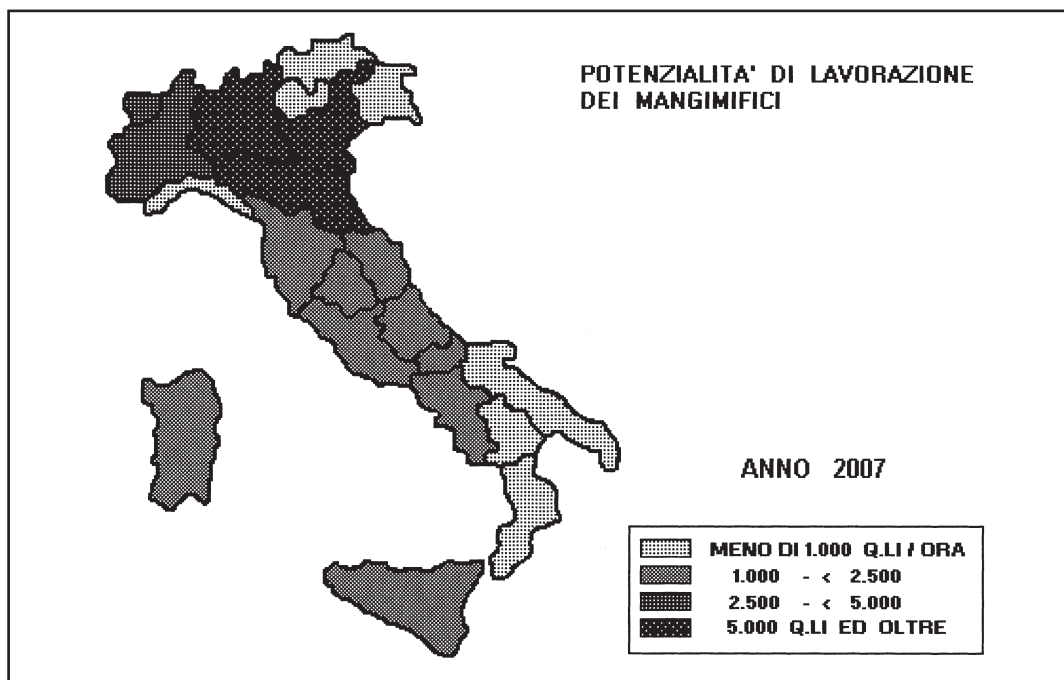 POTENZIALITA' DI LAVORAZIONE
DEI MANGIMIFICI
ANNO 2007
MENO DI 1.000 Q.LI / ORA
1.000 - < 2.500
2.500 - < 5.000
5.000 Q.LI ED OLTRE